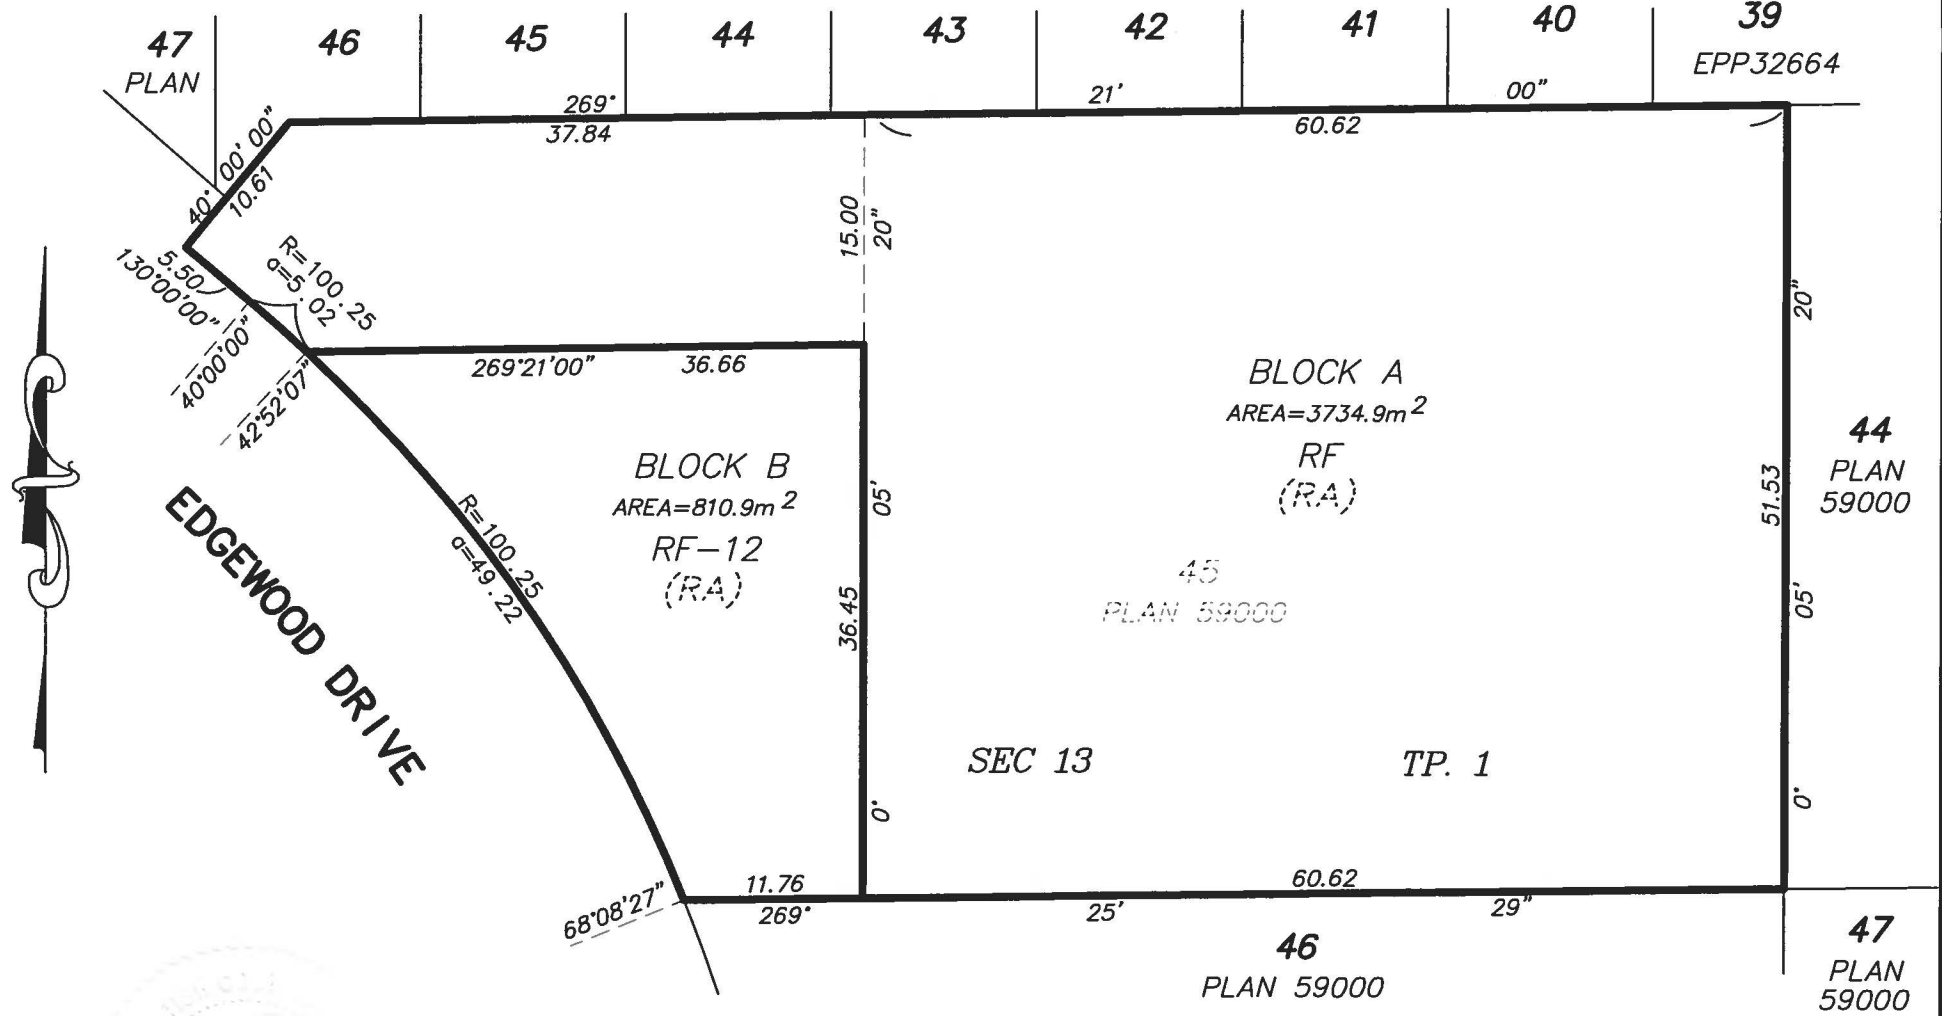 47
PLAN
46
45
44
43
42
41
40
39
EPP32664
269° 21' 00"
37.84
60.62
40° 00' 00"
10.61
15.00
20"
R=100.25
a=5.02
5.50
130°00'00"
40°00'00"
42°52'07"
269°21'00"
36.66
20"
BLOCK A
AREA=3734.9m²
RF
(RA)
44
PLAN
59000
51.53
BLOCK B
AREA=810.9m²
RF-12
(RA)
05'
R=100.25
a=49.22
36.45
45
PLAN 59000
05'
EDGEWOOD DRIVE
SEC 13
TP. 1
0°
0°
11.76
60.62
68°08'27"
269° 25' 29"
46
PLAN 59000
47
PLAN
59000